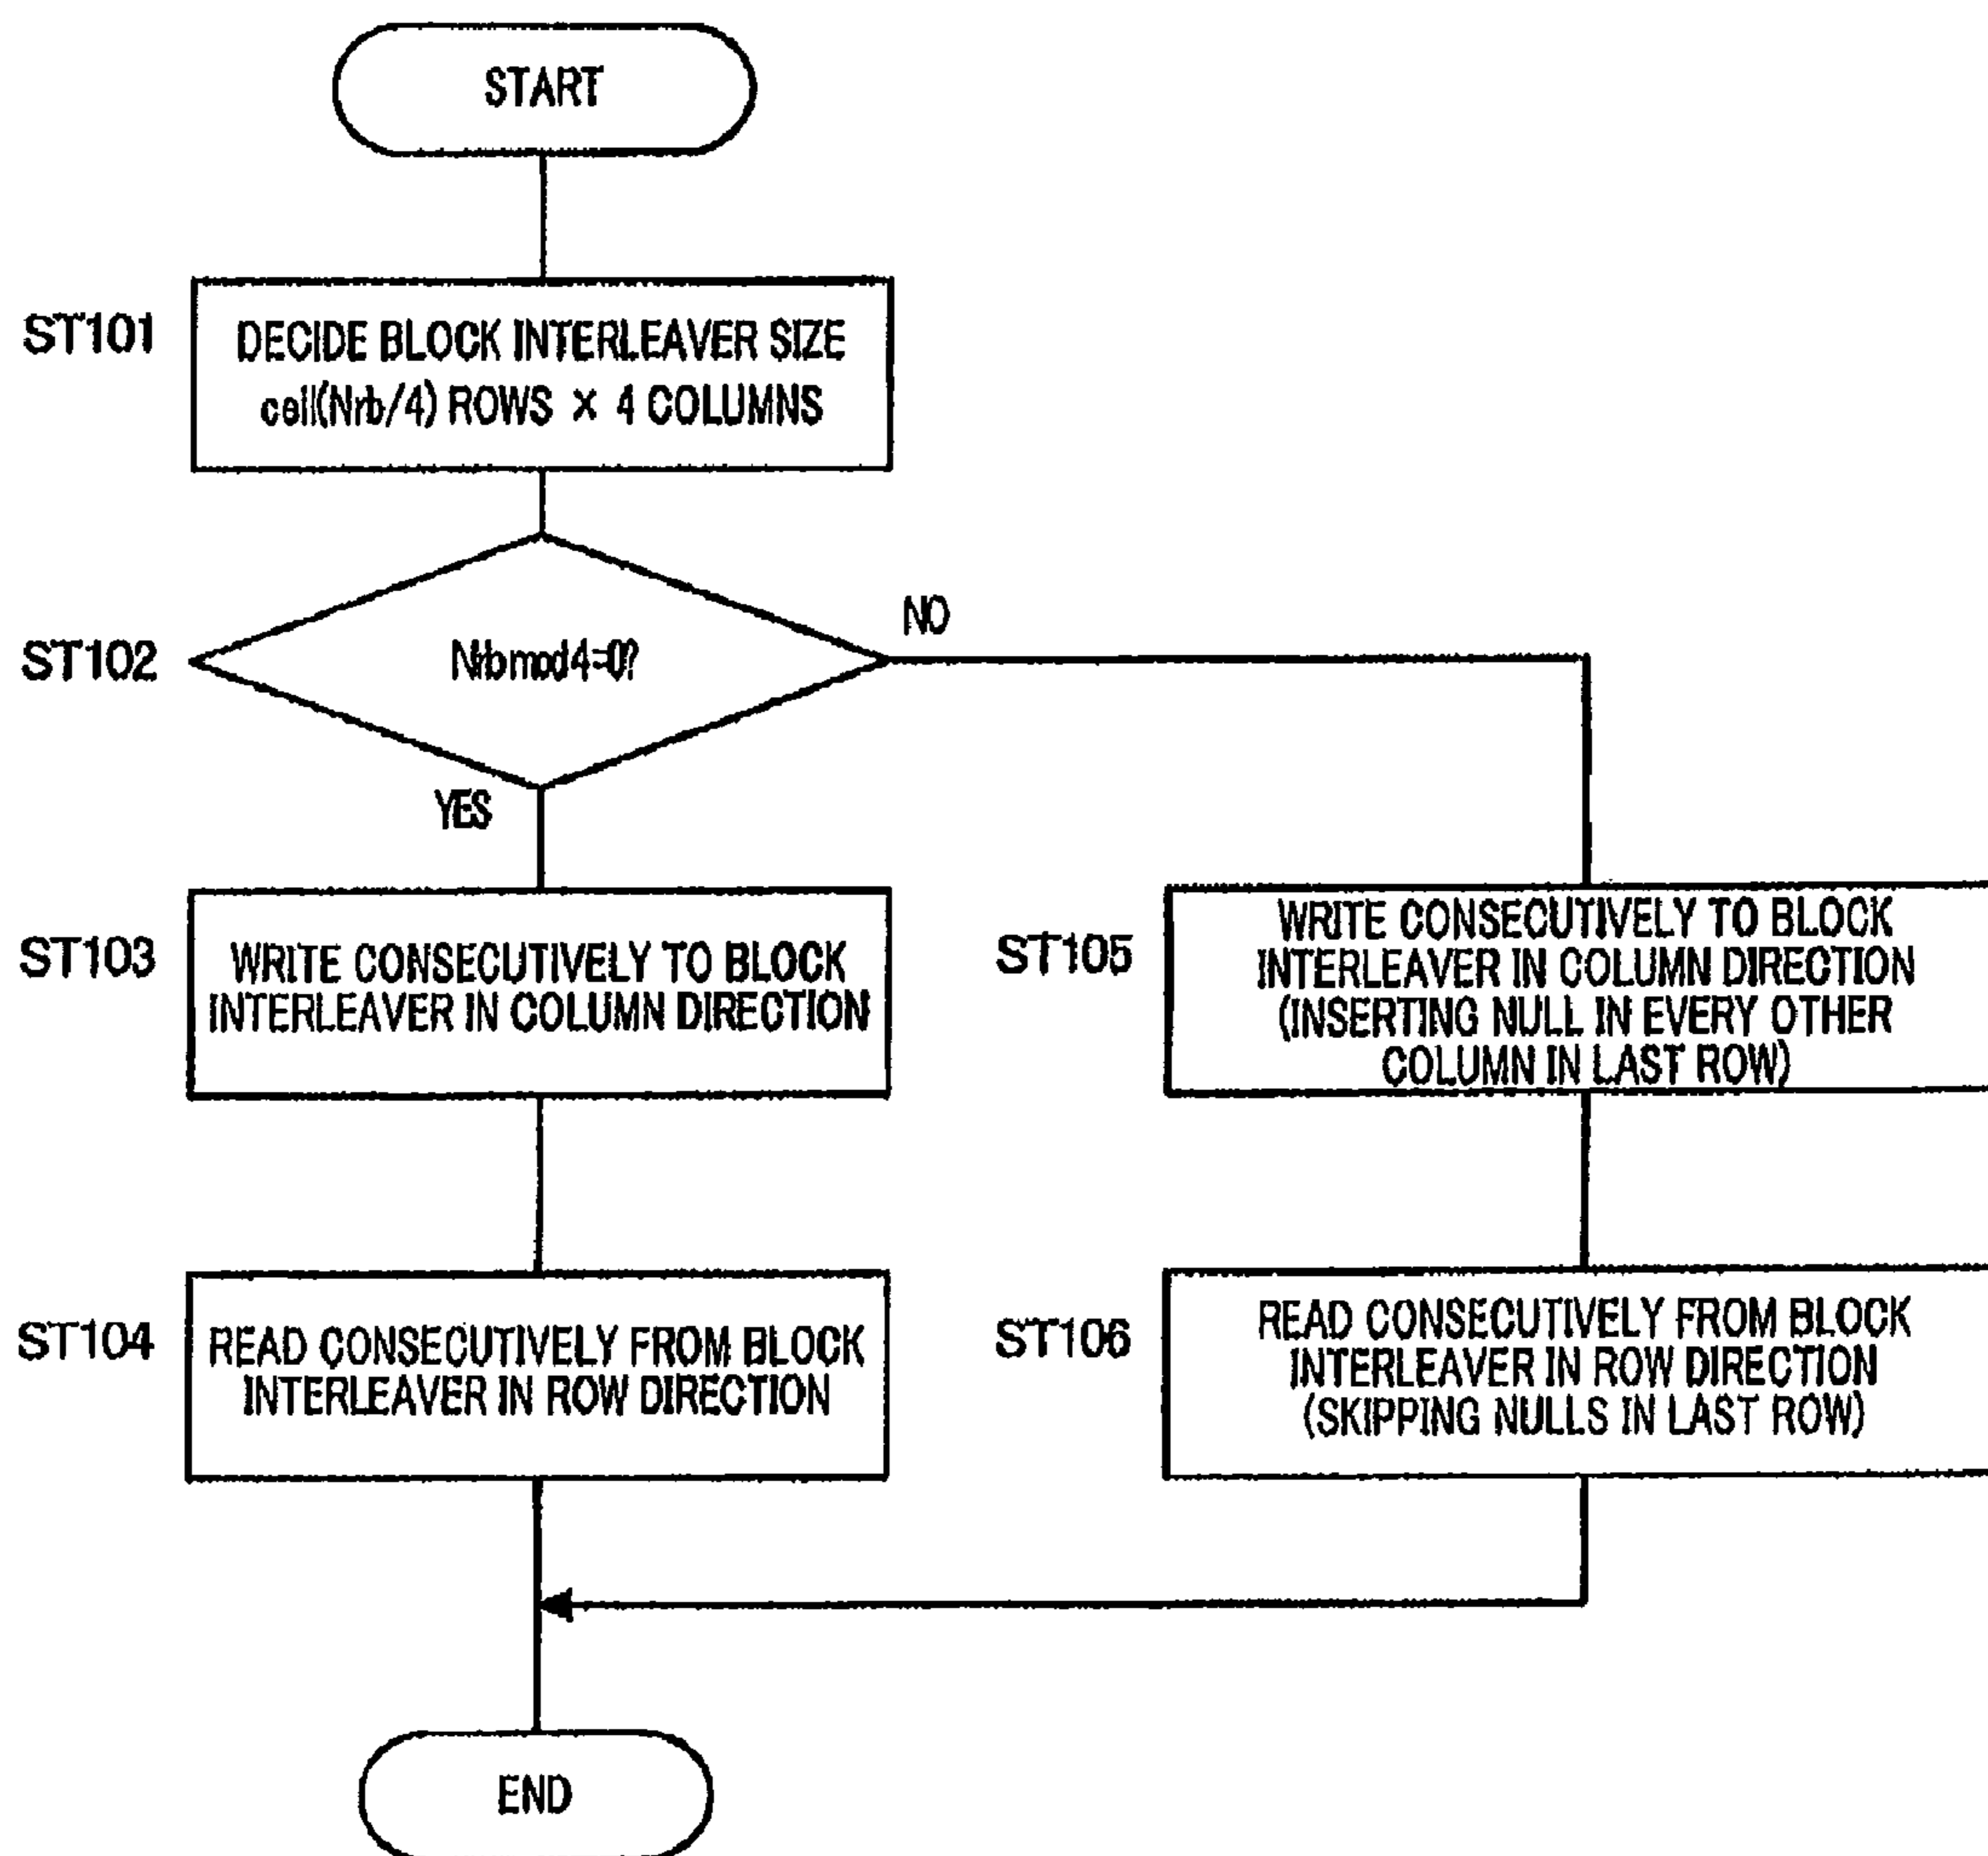 START
ST101
DECIDE BLOCK INTERLEAVER SIZE
ceil(Nrb/4) ROWS × 4 COLUMNS
ST102
Nrb mod 4=0?
NO
YES
ST103
WRITE CONSECUTIVELY TO BLOCK
INTERLEAVER IN COLUMN DIRECTION
ST105
WRITE CONSECUTIVELY TO BLOCK
INTERLEAVER IN COLUMN DIRECTION
(INSERTING NULL IN EVERY OTHER
COLUMN IN LAST ROW)
ST104
READ CONSECUTIVELY FROM BLOCK
INTERLEAVER IN ROW DIRECTION
ST106
READ CONSECUTIVELY FROM BLOCK
INTERLEAVER IN ROW DIRECTION
(SKIPPING NULLS IN LAST ROW)
END